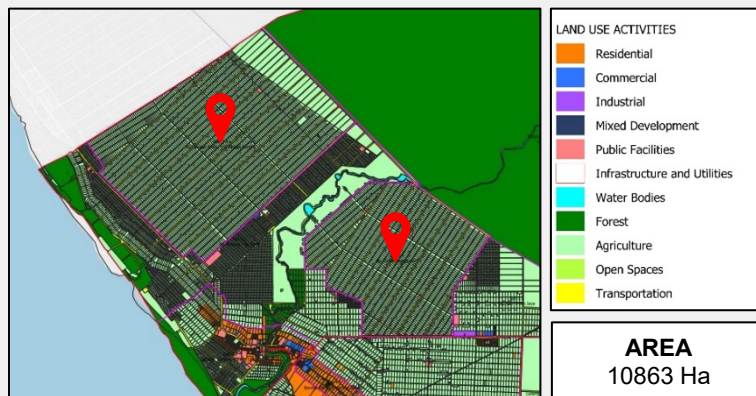 LAND USE ACTIVITIES
Residential
Commercial
Industrial
Mixed Development
Public Facilities
Infrastructure and Utilities
Water Bodies
Forest
Agriculture
Open Spaces
Transportation
AREA
10863 Ha